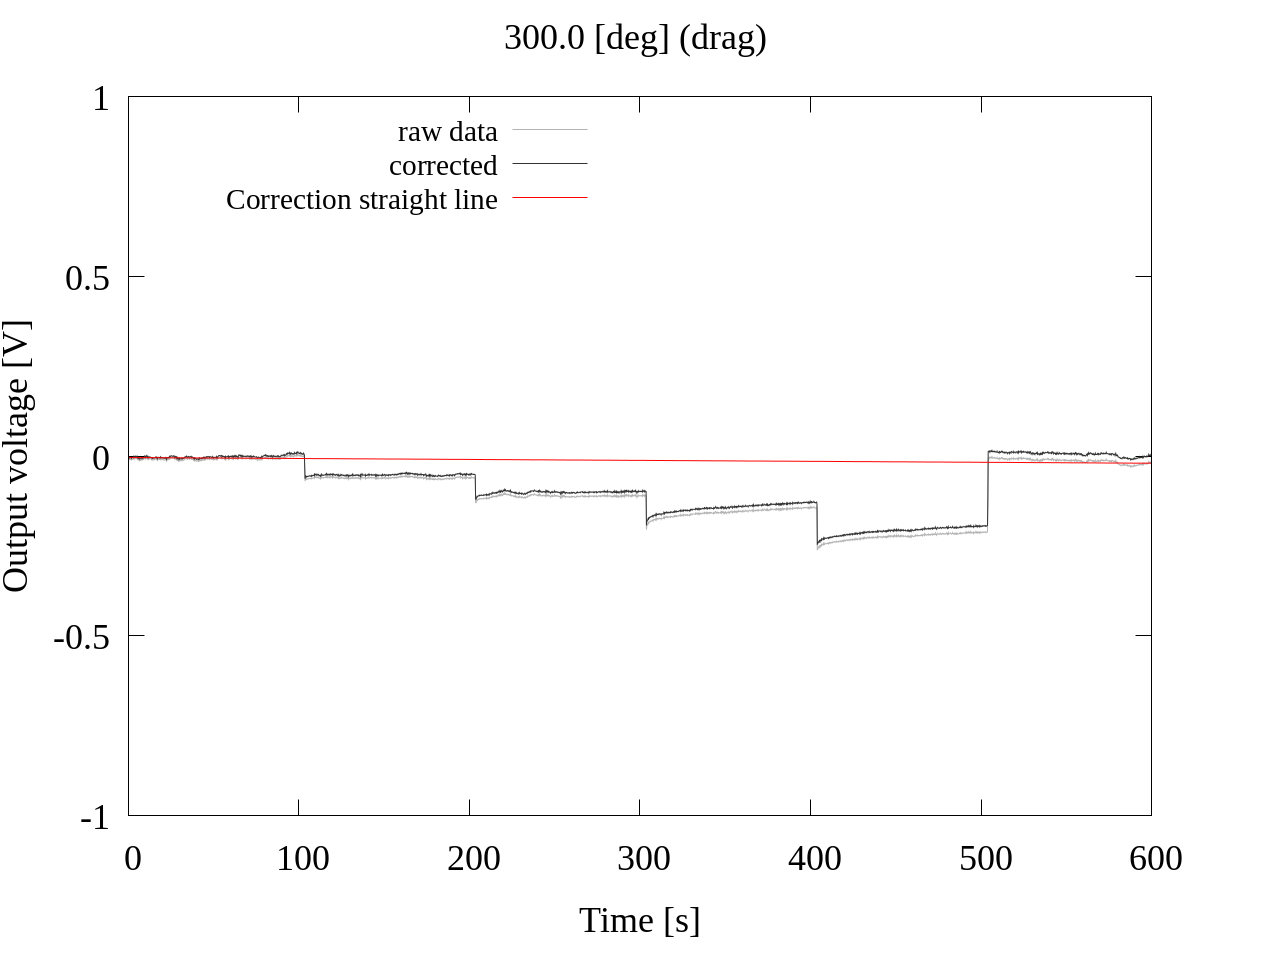 300.0 [deg] (drag)
1
0.5
0
-0.5
-1
Output voltage [V]
raw data
corrected
Correction straight line
0 100 200 300 400 500 600
Time [s]